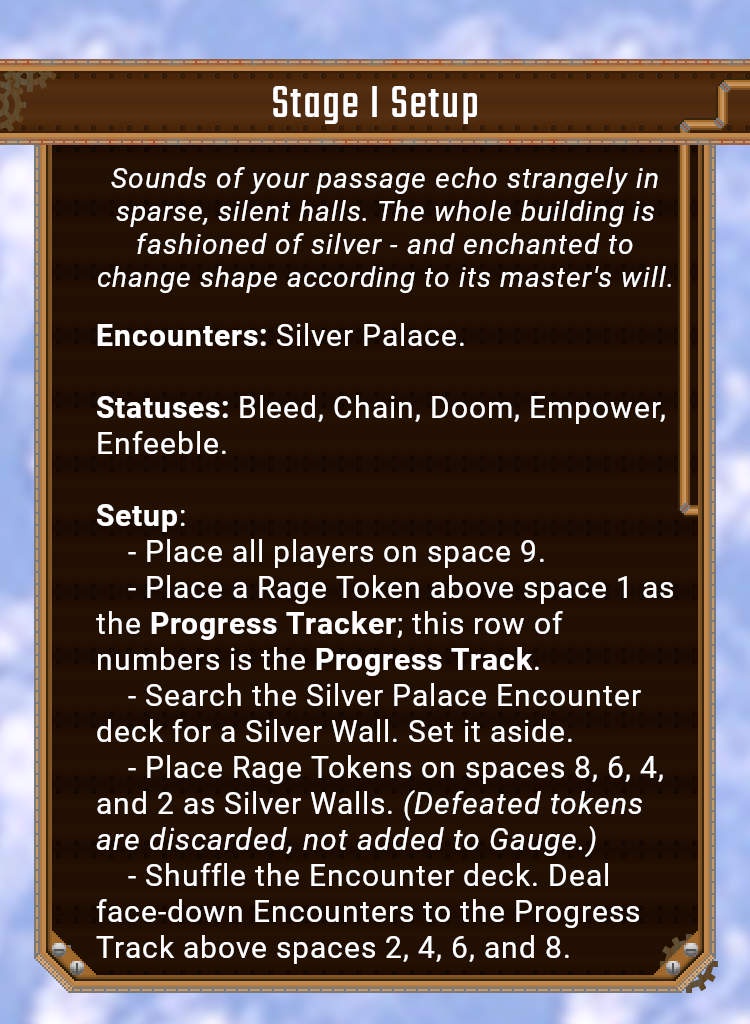 Stage I Setup
Sounds of your passage echo strangely in
sparse, silent halls. The whole building is
fashioned of silver - and enchanted to
change shape according to its master's will.
Encounters: Silver Palace.
Statuses: Bleed, Chain, Doom, Empower,
Enfeeble.
Setup:
- Place all players on space 9.
- Place a Rage Token above space 1 as
the Progress Tracker; this row of
numbers is the Progress Track.
- Search the Silver Palace Encounter
deck for a Silver Wall. Set it aside.
- Place Rage Tokens on spaces 8, 6, 4,
and 2 as Silver Walls. (Defeated tokens
are discarded, not added to Gauge.)
- Shuffle the Encounter deck. Deal
face-down Encounters to the Progress
Track above spaces 2, 4, 6, and 8.